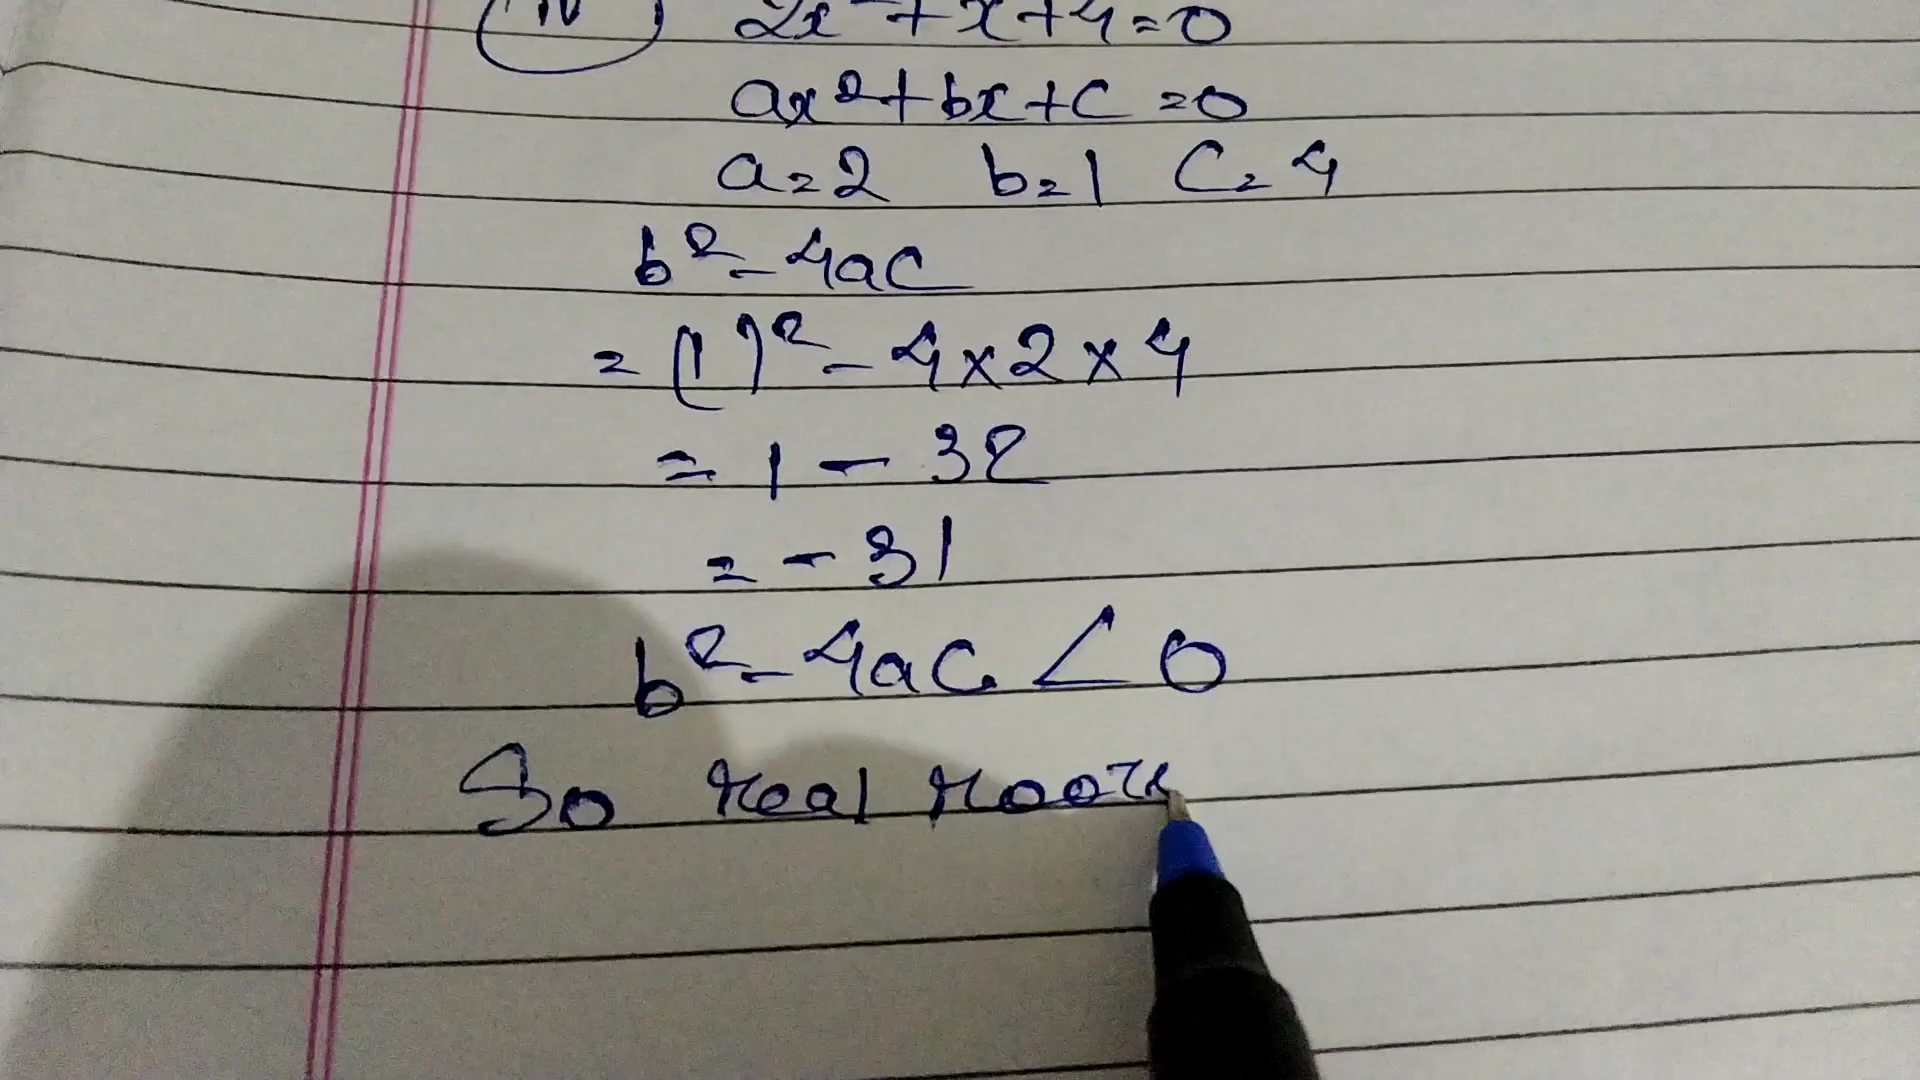 (iv) 2x² + x + 4 = 0
ax² + bx + c = 0
a = 2 b = 1 c = 4
b² - 4ac
= (1)² - 4 × 2 × 4
= 1 - 32
= - 31
b² - 4ac < 0
So real roots